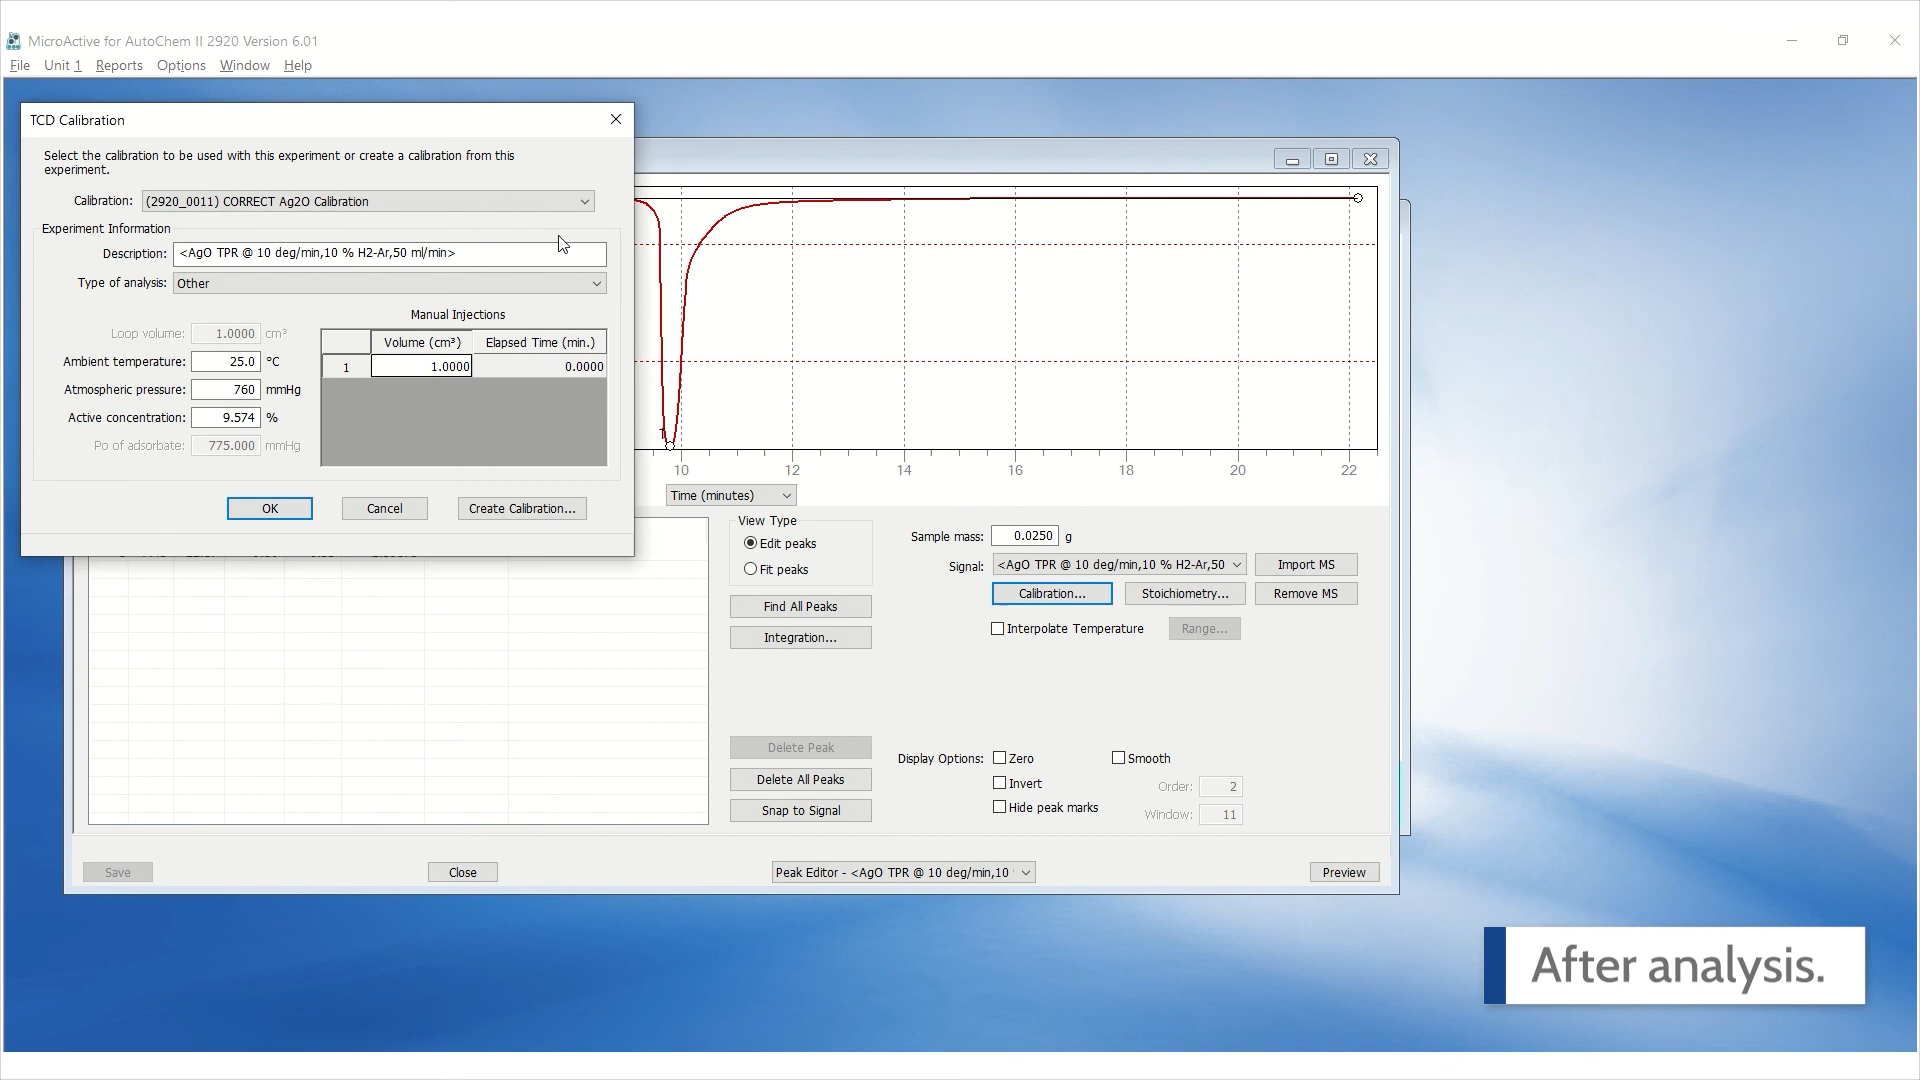 MicroActive for AutoChem II 2920 Version 6.01
File Unit 1 Reports Options Window Help
TCD Calibration
Select the calibration to be used with this experiment or create a calibration from this
experiment.
Calibration: (2920_0011) CORRECT Ag2O Calibration
Experiment Information
Description: <AgO TPR @ 10 deg/min,10 % H2-Ar,50 ml/min>
Type of analysis: Other
Manual Injections
Loop volume: 1.0000 cm³
Volume (cm³) Elapsed Time (min.)
Ambient temperature: 25.0 °C
1 1.0000 0.0000
Atmospheric pressure: 760 mmHg
Active concentration: 9.574 %
Po of adsorbate: 775.000 mmHg
OK Cancel Create Calibration...
10 12 14 16 18 20 22
Time (minutes)
View Type
Edit peaks
Fit peaks
Find All Peaks
Integration...
Delete Peak
Delete All Peaks
Snap to Signal
Sample mass: 0.0250 g
Signal: <AgO TPR @ 10 deg/min,10 % H2-Ar,50 Import MS
Calibration... Stoichiometry... Remove MS
Interpolate Temperature Range...
Display Options: Zero Smooth
Invert Order: 2
Hide peak marks Window: 11
Save Close Peak Editor - <AgO TPR @ 10 deg/min,10 Preview
After analysis.